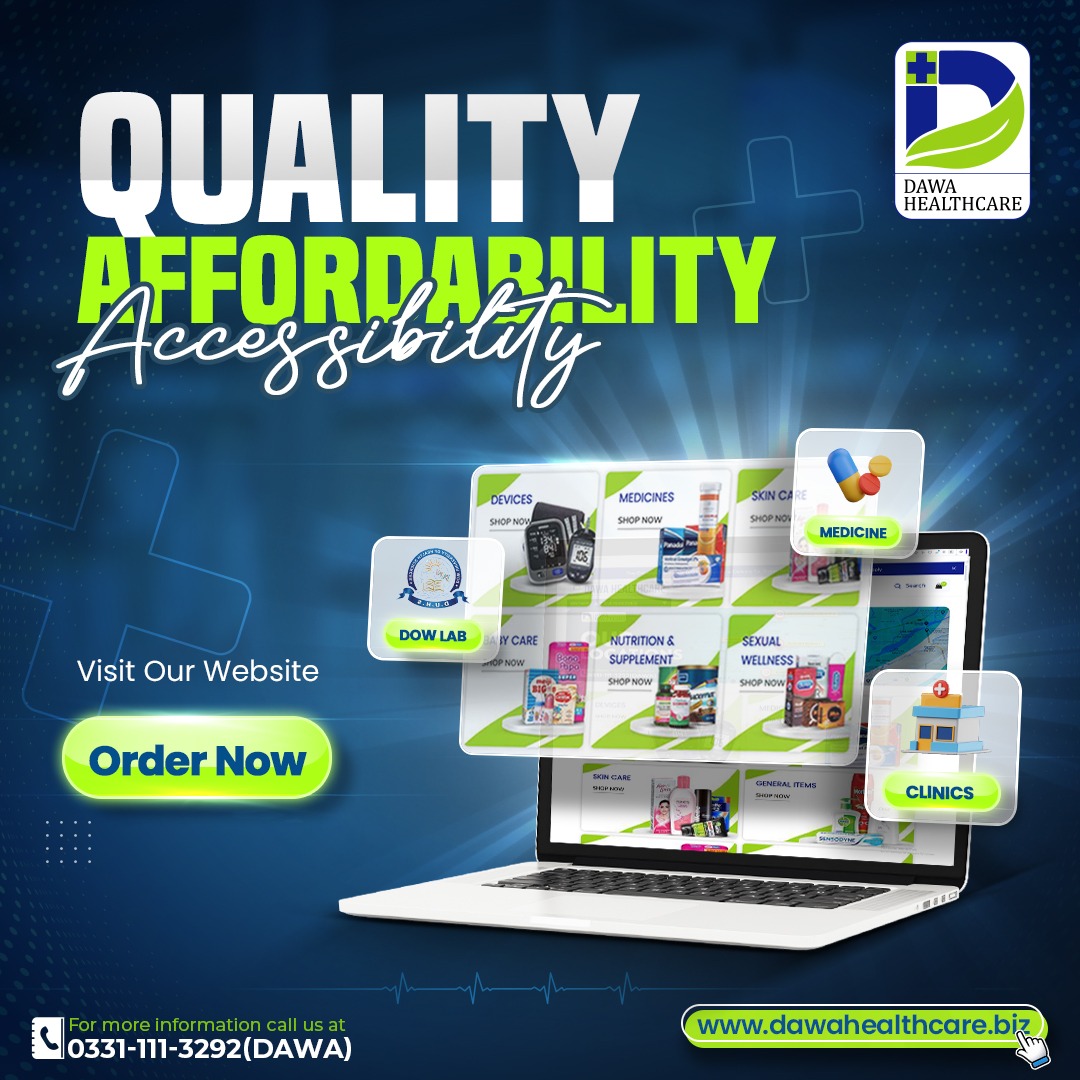 QUALITY
AFFORDABILITY
Accessibility
DAWA
HEALTHCARE
DEVICES
SHOP NOW
MEDICINES
SHOP NOW
SKIN CARE
SHOP NOW
MEDICINE
Search
DOW LAB
BABY CARE
SHOP NOW
NUTRITION &
SUPPLEMENT
SHOP NOW
SEXUAL
WELLNESS
SHOP NOW
CLINICS
SKIN CARE
SHOP NOW
GENERAL ITEMS
SHOP NOW
SENSODYNE
Visit Our Website
Order Now
For more information call us at
0331-111-3292(DAWA)
www.dawahealthcare.biz